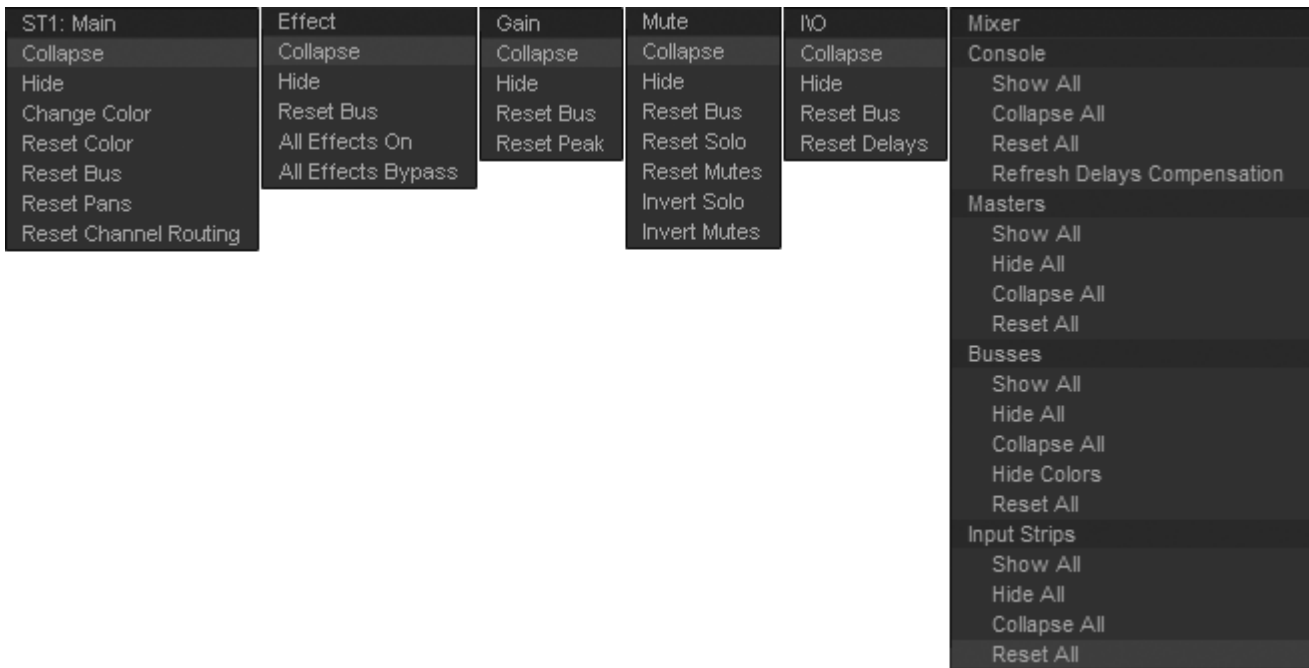 ST1: Main
Collapse
Hide
Change Color
Reset Color
Reset Bus
Reset Pans
Reset Channel Routing
Effect
Collapse
Hide
Reset Bus
All Effects On
All Effects Bypass
Gain
Collapse
Hide
Reset Bus
Reset Peak
Mute
Collapse
Hide
Reset Bus
Reset Solo
Reset Mutes
Invert Solo
Invert Mutes
I\O
Collapse
Hide
Reset Bus
Reset Delays
Mixer
Console
Show All
Collapse All
Reset All
Refresh Delays Compensation
Masters
Show All
Hide All
Collapse All
Reset All
Busses
Show All
Hide All
Collapse All
Hide Colors
Reset All
Input Strips
Show All
Hide All
Collapse All
Reset All